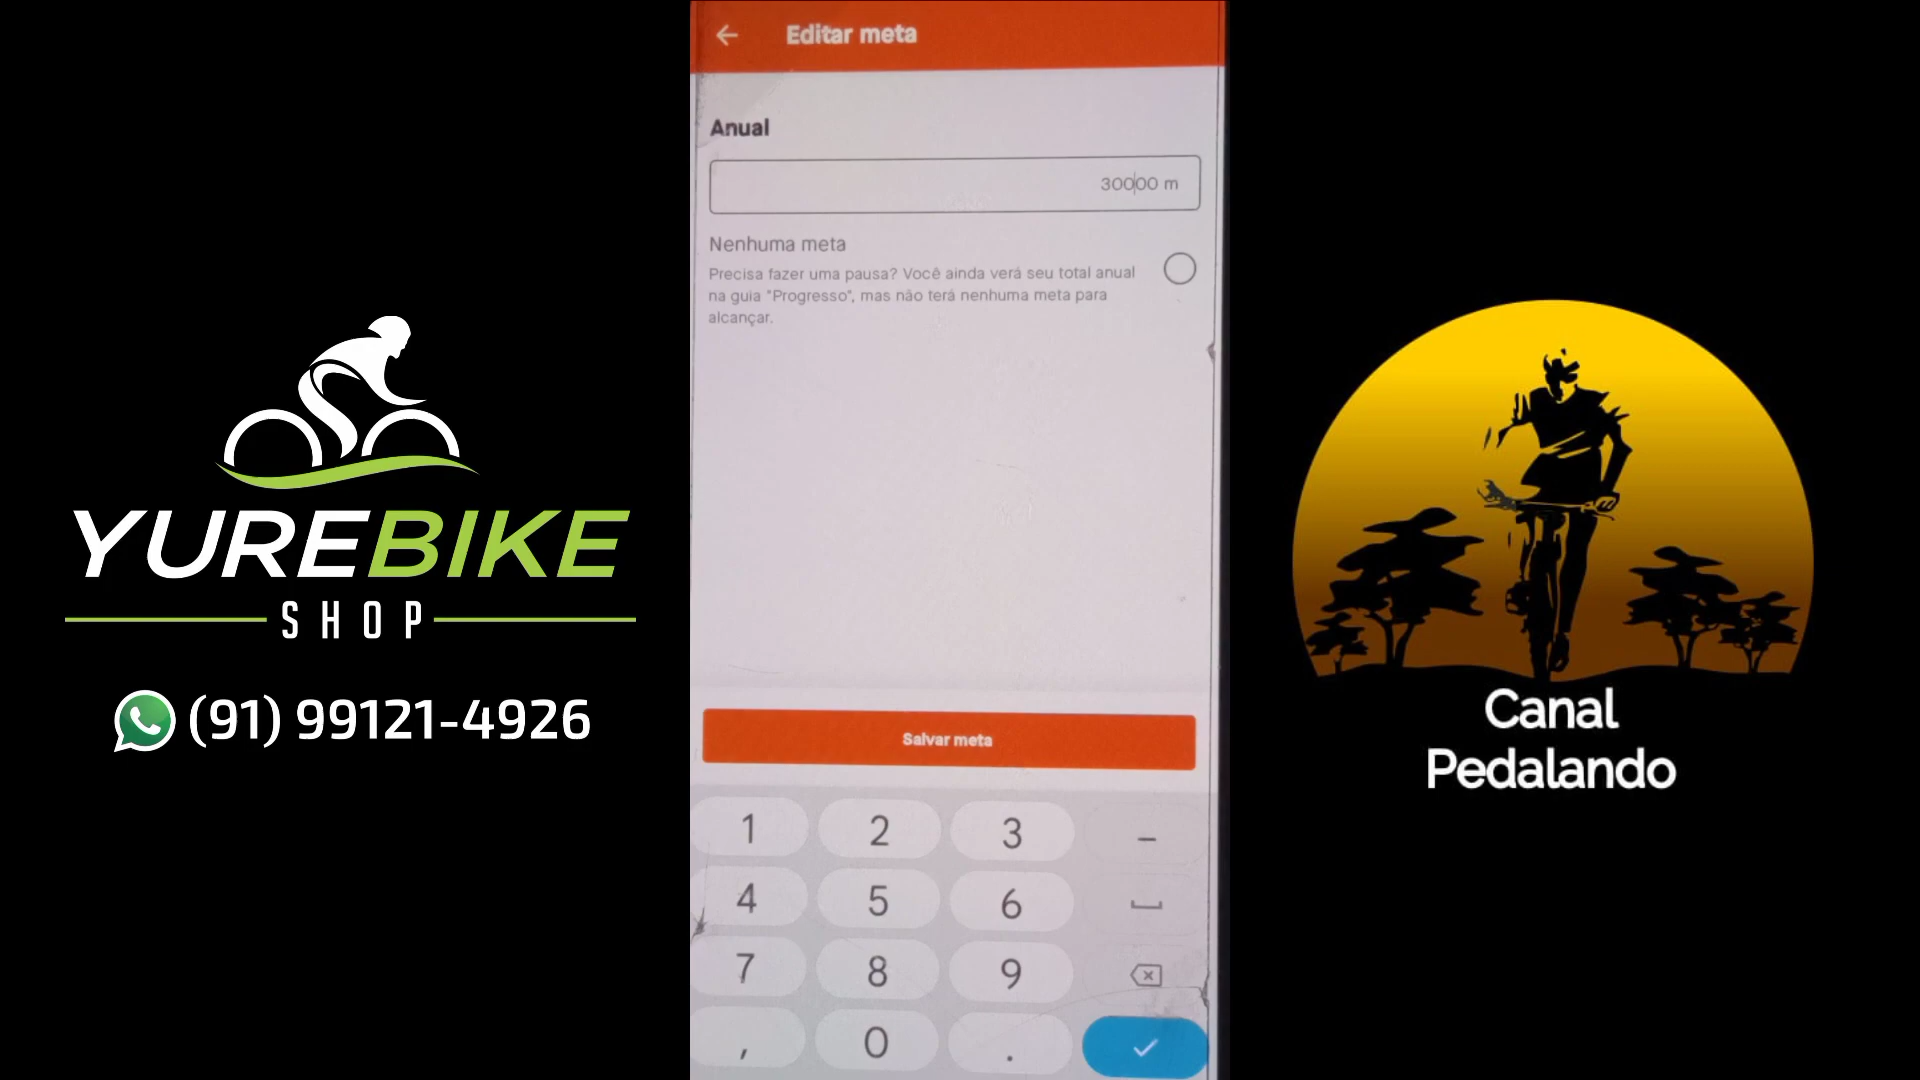 YUREBIKE
SHOP
(91) 99121-4926
Editar meta
Anual
30000 m
Nenhuma meta
Precisa fazer uma pausa? Você ainda verá seu total anual
na guia "Progresso", mas não terá nenhuma meta para
alcançar.
Salvar meta
1 2 3 –
4 5 6
7 8 9
, 0 .
Canal
Pedalando